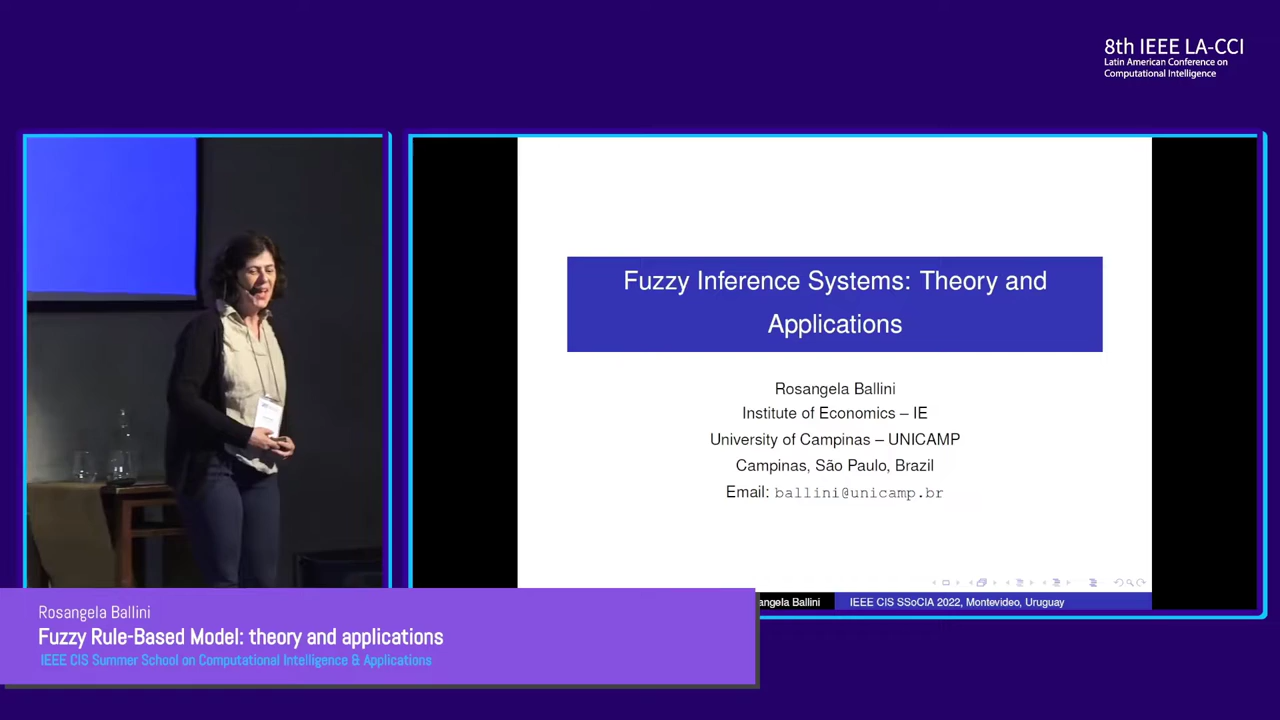 8th IEEE LA-CCI
Latin American Conference on
Computational Intelligence
Fuzzy Inference Systems: Theory and
Applications
Rosangela Ballini
Institute of Economics – IE
University of Campinas – UNICAMP
Campinas, São Paulo, Brazil
Email: ballini@unicamp.br
angela Ballini
IEEE CIS SSoCIA 2022, Montevideo, Uruguay
Rosangela Ballini
Fuzzy Rule-Based Model: theory and applications
IEEE CIS Summer School on Computational Intelligence & Applications